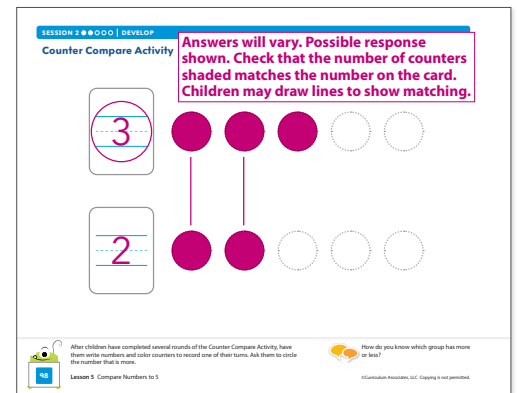 SESSION 2 ●●○○○ | DEVELOP
Counter Compare Activity
Answers will vary. Possible response
shown. Check that the number of counters
shaded matches the number on the card.
Children may draw lines to show matching.
3
2
After children have completed several rounds of the Counter Compare Activity, have
them write numbers and color counters to record one of their turns. Ask them to circle
the number that is more.
How do you know which group has more
or less?
98
Lesson 5 Compare Numbers to 5
©Curriculum Associates, LLC Copying is not permitted.